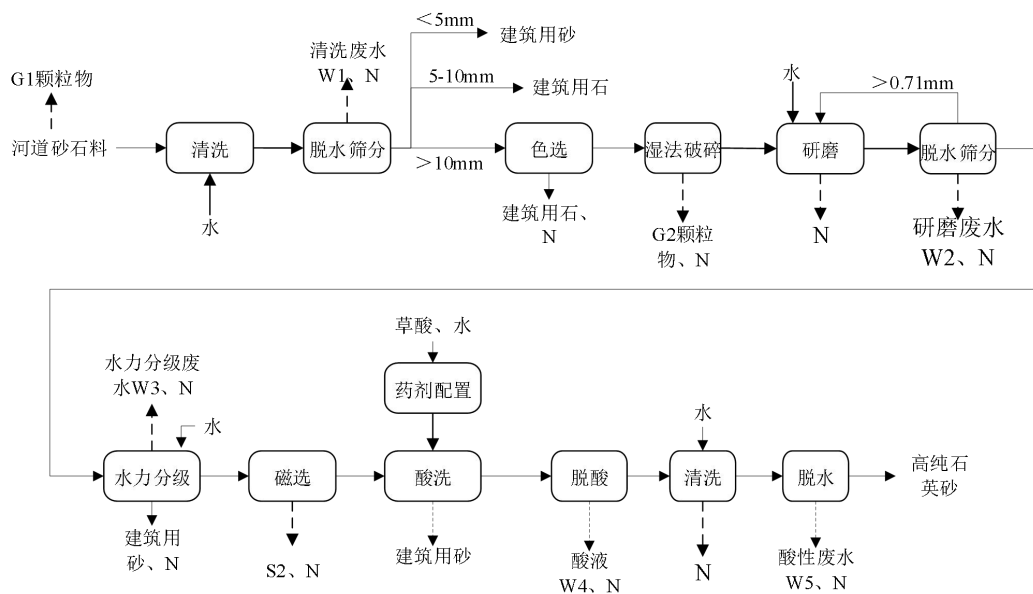 <5mm
建筑用砂
清洗废水
W1、N
G1颗粒物
5-10mm
建筑用石
水
>0.71mm
河道砂石料
清洗
脱水筛分
>10mm
色选
湿法破碎
研磨
脱水筛分
水
建筑用石、
N
G2颗粒
物、N
N
研磨废水
W2、N
草酸、水
水力分级废
水W3、N
药剂配置
水
水
水力分级
磁选
酸洗
脱酸
清洗
脱水
高纯石
英砂
建筑用
砂、N
S2、N
建筑用砂
酸液
W4、N
N
酸性废水
W5、N